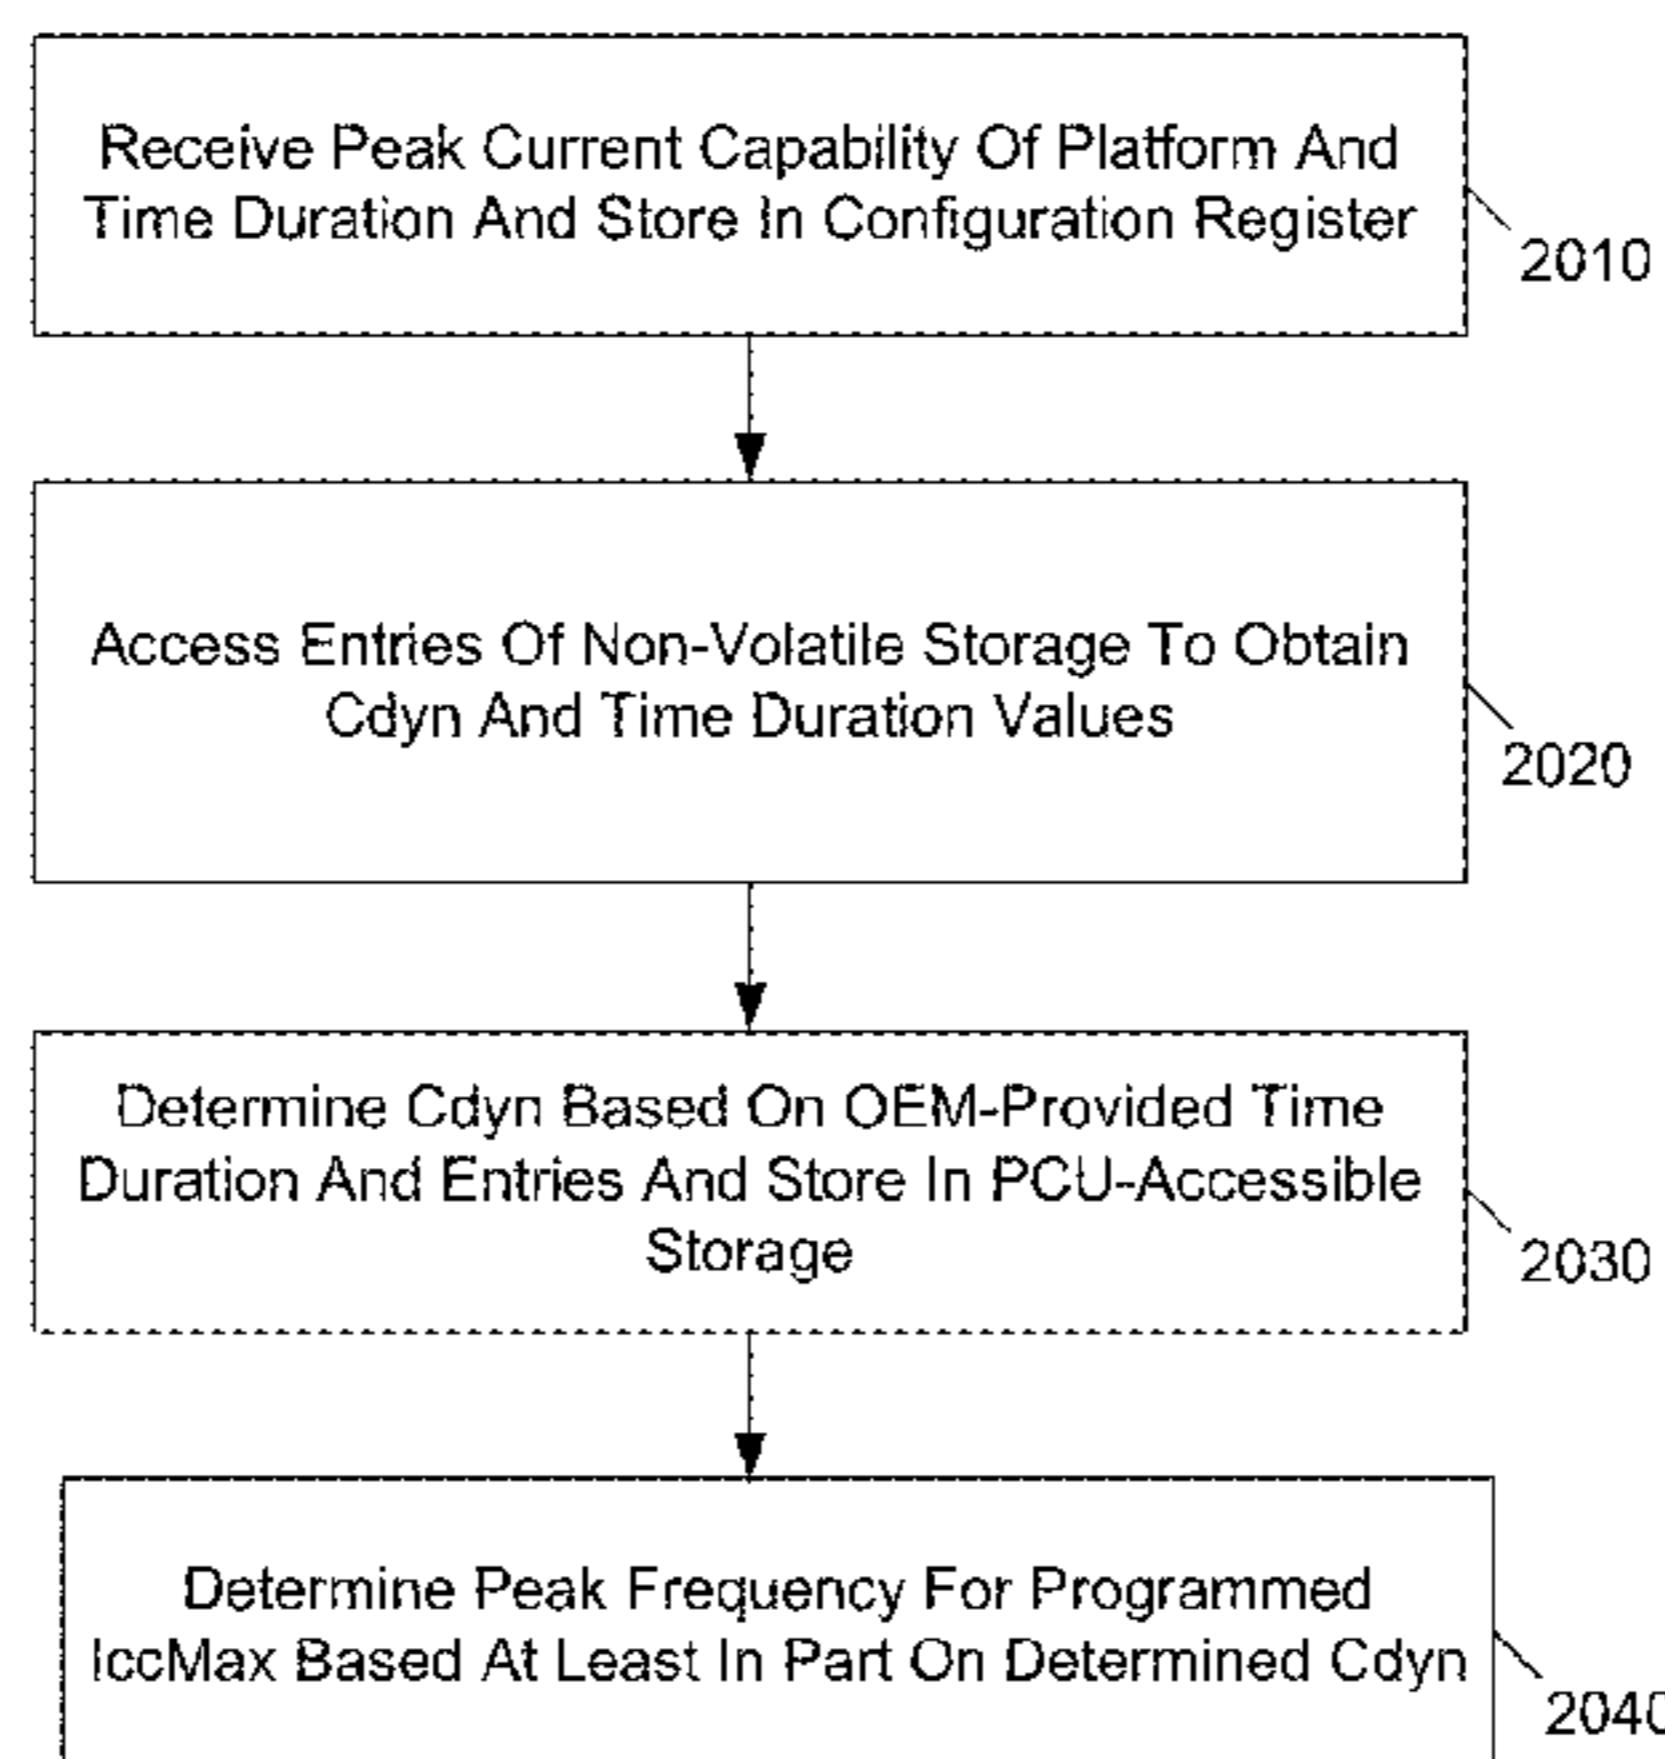 Receive Peak Current Capability Of Platform And
Time Duration And Store In Configuration Register
2010
Access Entries Of Non-Volatile Storage To Obtain
Cdyn And Time Duration Values
2020
Determine Cdyn Based On OEM-Provided Time
Duration And Entries And Store In PCU-Accessible
Storage
2030
Determine Peak Frequency For Programmed
IccMax Based At Least In Part On Determined Cdyn
2040